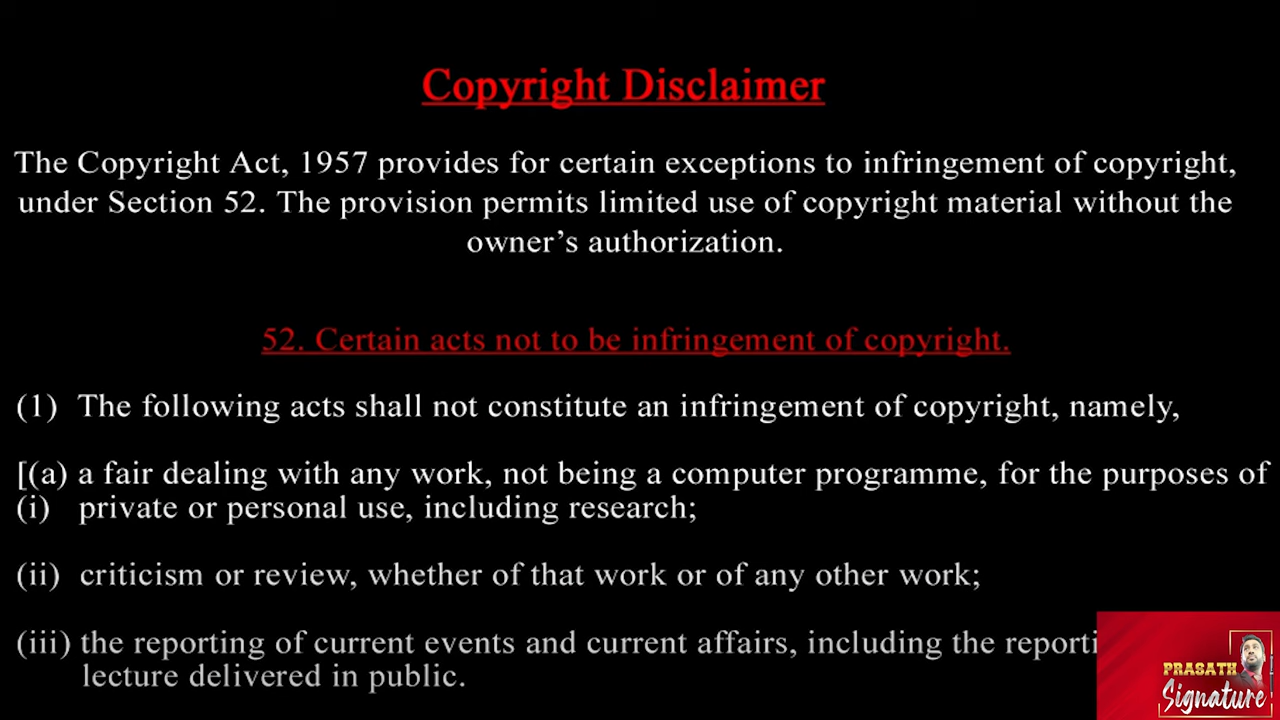 Copyright Disclaimer
The Copyright Act, 1957 provides for certain exceptions to infringement of copyright,
under Section 52. The provision permits limited use of copyright material without the
owner’s authorization.
52. Certain acts not to be infringement of copyright.
(1) The following acts shall not constitute an infringement of copyright, namely,
[(a) a fair dealing with any work, not being a computer programme, for the purposes of
(i) private or personal use, including research;
(ii) criticism or review, whether of that work or of any other work;
(iii) the reporting of current events and current affairs, including the reporti
lecture delivered in public.
PRASATH
Signature